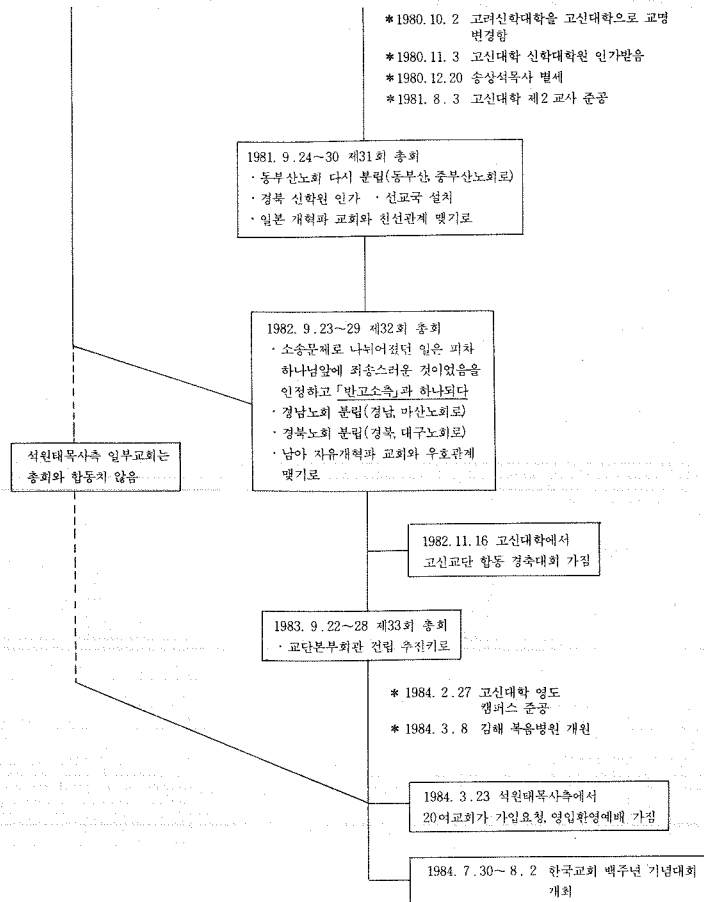 * 1980. 10. 2 고려신학대학을 고신대학으로 교명
변경함
* 1980. 11. 3 고신대학 신학대학원 인가받음
* 1980. 12. 20 송상석목사 별세
* 1981. 8. 3 고신대학 제2 교사 준공
1981. 9. 24~30 제31회 총회
· 동부산노회 다시 분립(동부산, 중부산노회로)
· 경북 신학원 인가 · 선교국 설치
· 일본 개혁파 교회와 친선관계 맺기로
1982. 9. 23~29 제32회 총회
· 소송문제로 나뉘어졌던 일은 피차
하나님앞에 죄송스러운 것이었음을
인정하고 「반고소측」과 하나되다
· 경남노회 분립(경남, 마산노회로)
· 경북노회 분립(경북, 대구노회로)
· 남아 자유개혁파 교회와 우호관계
맺기로
석원태목사측 일부교회는
총회와 합동치 않음
1982. 11. 16 고신대학에서
고신교단 합동 경축대회 가짐
1983. 9. 22~28 제33회 총회
· 교단본부회관 건립 추진키로
* 1984. 2. 27 고신대학 영도
캠퍼스 준공
* 1984. 3. 8 김해 복음병원 개원
1984. 3. 23 석원태목사측에서
20여교회가 가입요청, 영입환영예배 가짐
1984. 7. 30~ 8. 2 한국교회 백주년 기념대회
개최